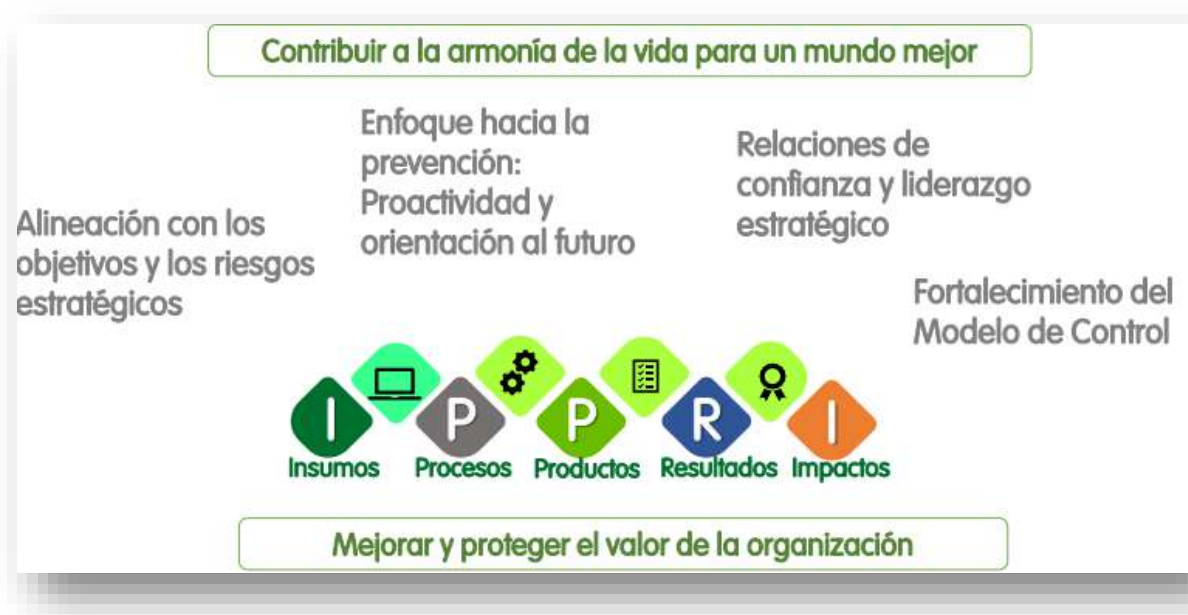 Contribuir a la armonía de la vida para un mundo mejor
Enfoque hacia la
prevención:
Proactividad y
orientación al futuro
Relaciones de
confianza y liderazgo
estratégico
Alineación con los
objetivos y los riesgos
estratégicos
Fortalecimiento del
Modelo de Control
I P P R I
Insumos Procesos Productos Resultados Impactos
Mejorar y proteger el valor de la organización